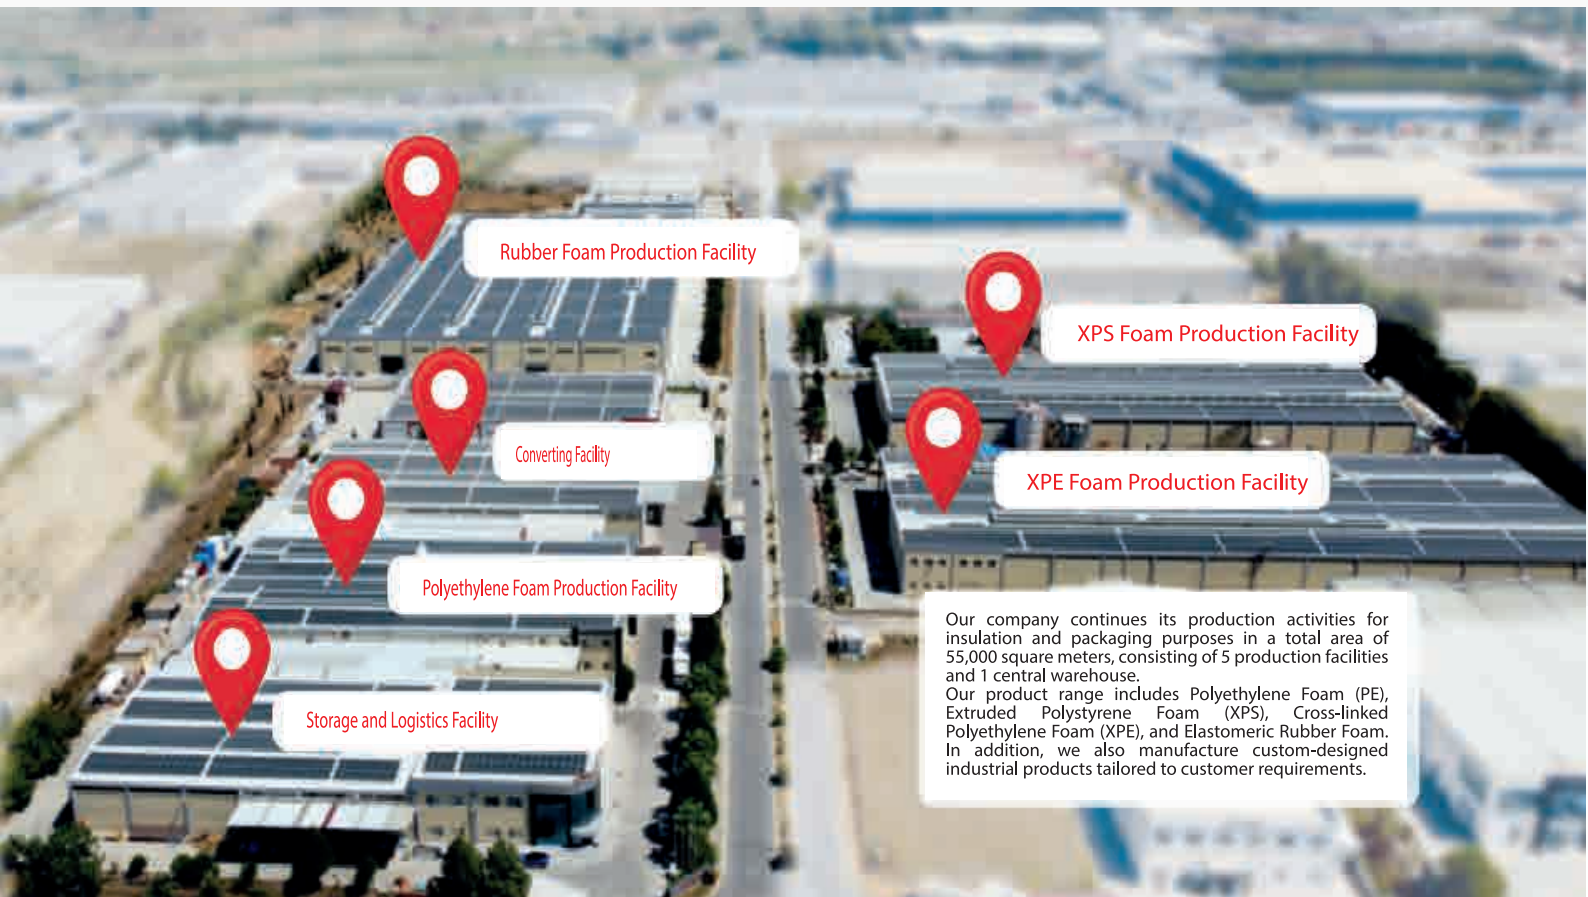 Rubber Foam Production Facility
XPS Foam Production Facility
Converting Facility
XPE Foam Production Facility
Polyethylene Foam Production Facility
Storage and Logistics Facility
Our company continues its production activities for
insulation and packaging purposes in a total area of
55,000 square meters, consisting of 5 production facilities
and 1 central warehouse.
Our product range includes Polyethylene Foam (PE),
Extruded Polystyrene Foam (XPS), Cross-linked
Polyethylene Foam (XPE), and Elastomeric Rubber Foam.
In addition, we also manufacture custom-designed
industrial products tailored to customer requirements.